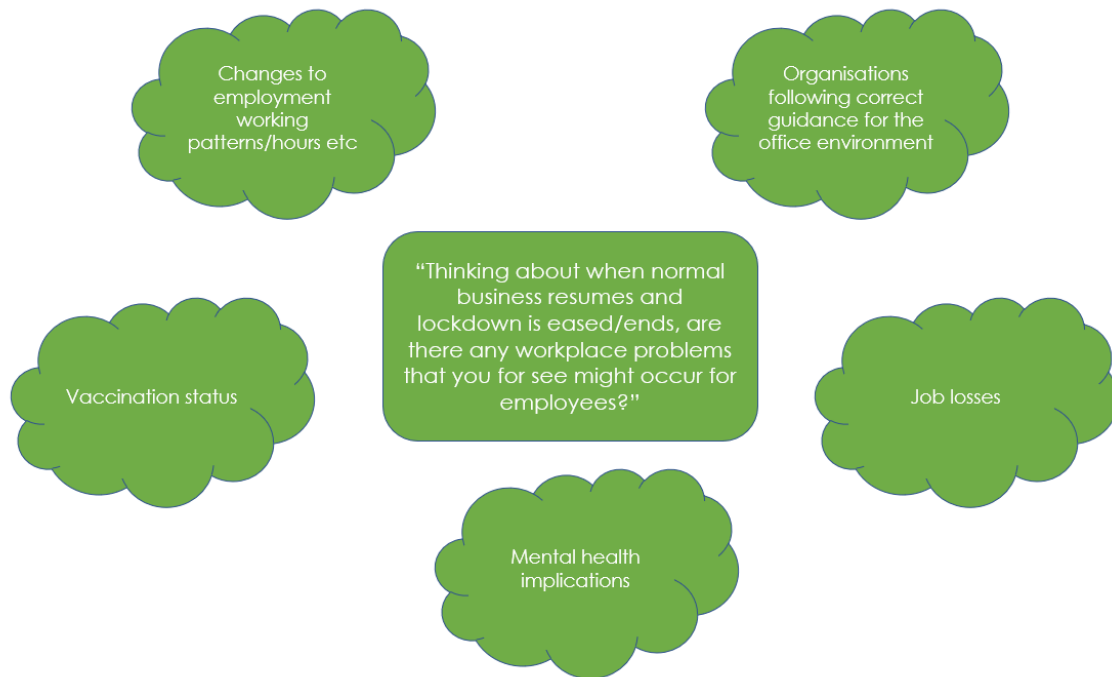 Changes to
employment
working
patterns/hours etc
Organisations
following correct
guidance for the
office environment
“Thinking about when normal
business resumes and
lockdown is eased/ends, are
there any workplace problems
that you for see might occur for
employees?”
Vaccination status
Job losses
Mental health
implications